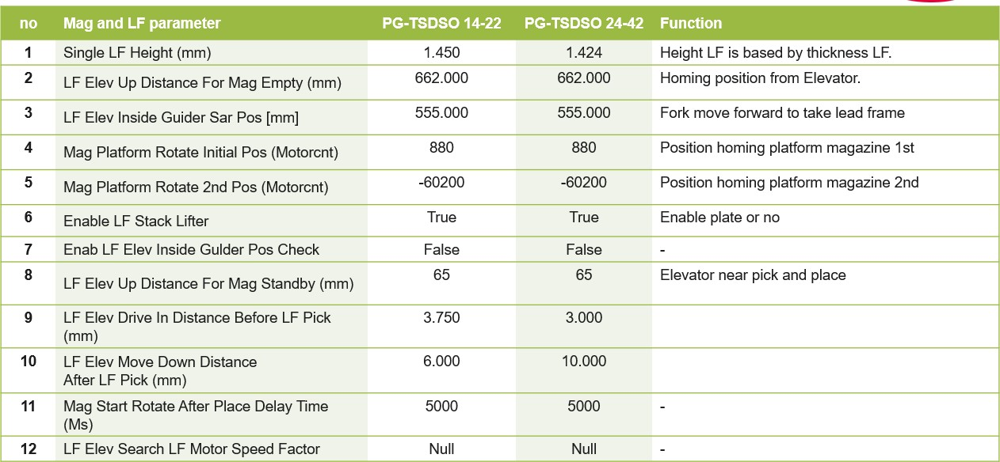 no Mag and LF parameter PG-TSDSO 14-22 PG-TSDSO 24-42 Function
1 Single LF Height (mm) 1.450 1.424 Height LF is based by thickness LF.
2 LF Elev Up Distance For Mag Empty (mm) 662.000 662.000 Homing position from Elevator.
3 LF Elev Inside Guider Sar Pos [mm] 555.000 555.000 Fork move forward to take lead frame
4 Mag Platform Rotate Initial Pos (Motorcnt) 880 880 Position homing platform magazine 1st
5 Mag Platform Rotate 2nd Pos (Motorcnt) -60200 -60200 Position homing platform magazine 2nd
6 Enable LF Stack Lifter True True Enable plate or no
7 Enab LF Elev Inside Gulder Pos Check False False -
8 LF Elev Up Distance For Mag Standby (mm) 65 65 Elevator near pick and place
9 LF Elev Drive In Distance Before LF Pick 3.750 3.000
(mm)
10 LF Elev Move Down Distance 6.000 10.000
After LF Pick (mm)
11 Mag Start Rotate After Place Delay Time 5000 5000 -
(Ms)
12 LF Elev Search LF Motor Speed Factor Null Null -